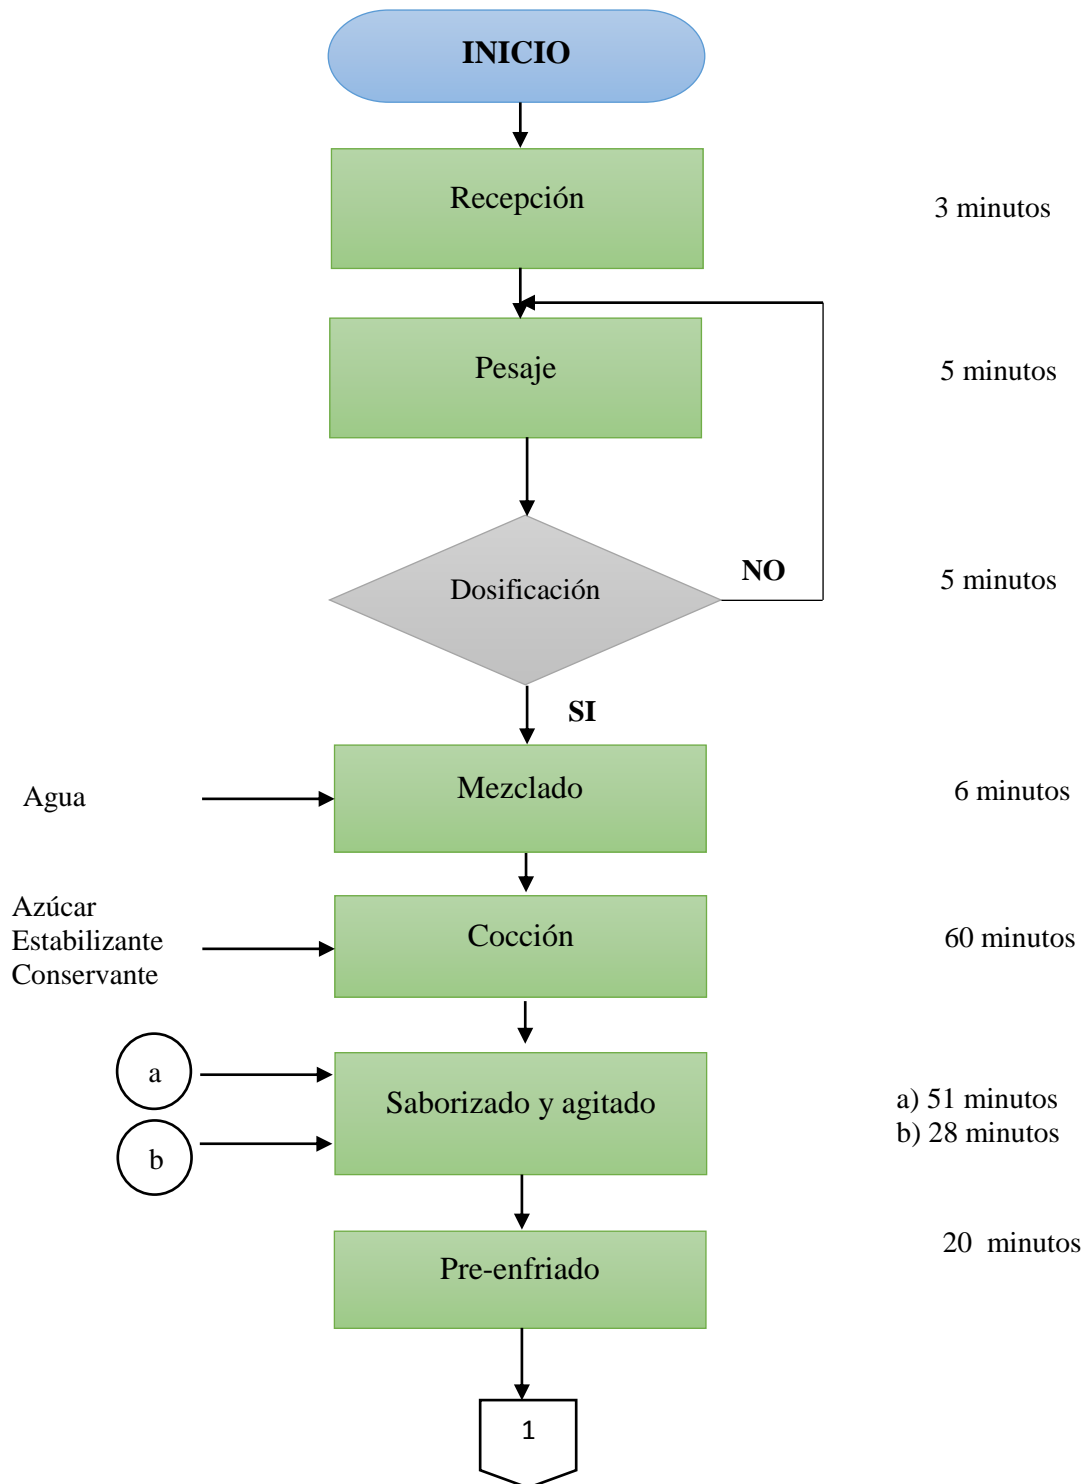 INICIO
Recepción
3 minutos
Pesaje
5 minutos
Dosificación
NO
5 minutos
SI
Agua
Mezclado
6 minutos
Azúcar
Estabilizante
Conservante
Cocción
60 minutos
a
b
Saborizado y agitado
a) 51 minutos
b) 28 minutos
Pre-enfriado
20 minutos
1